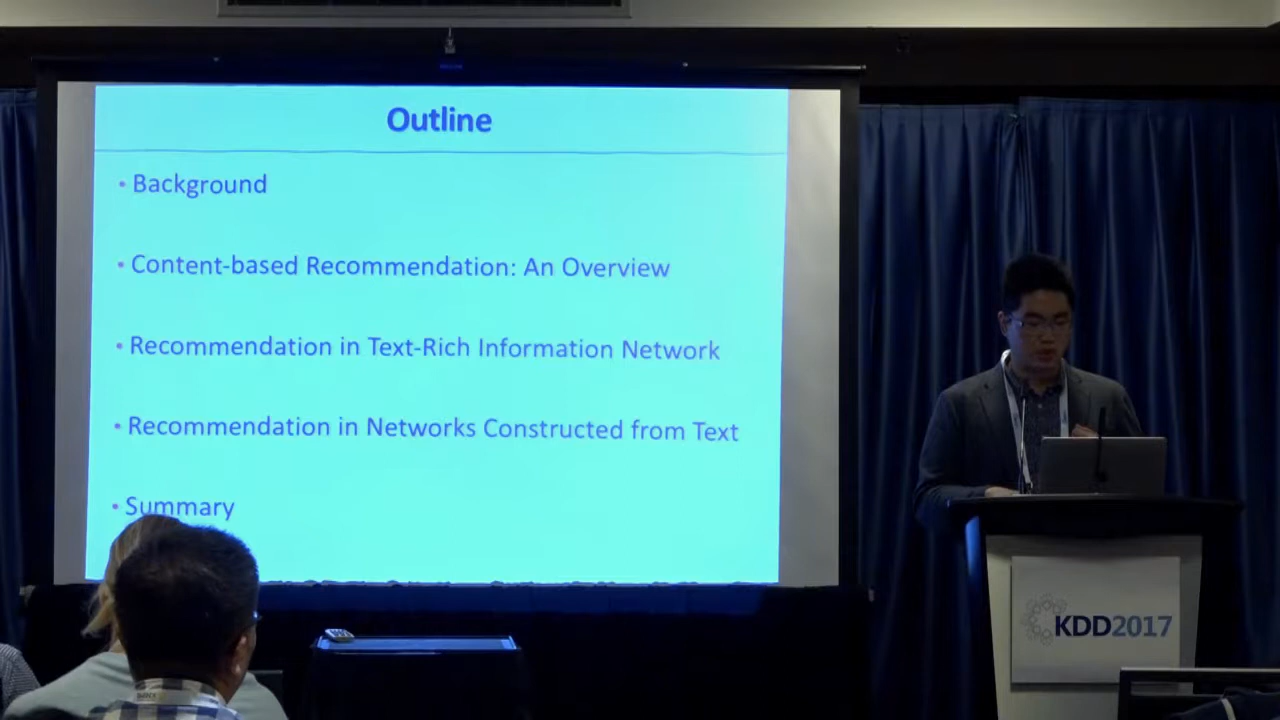 Outline
• Background
• Content-based Recommendation: An Overview
• Recommendation in Text-Rich Information Network
• Recommendation in Networks Constructed from Text
• Summary
KDD2017